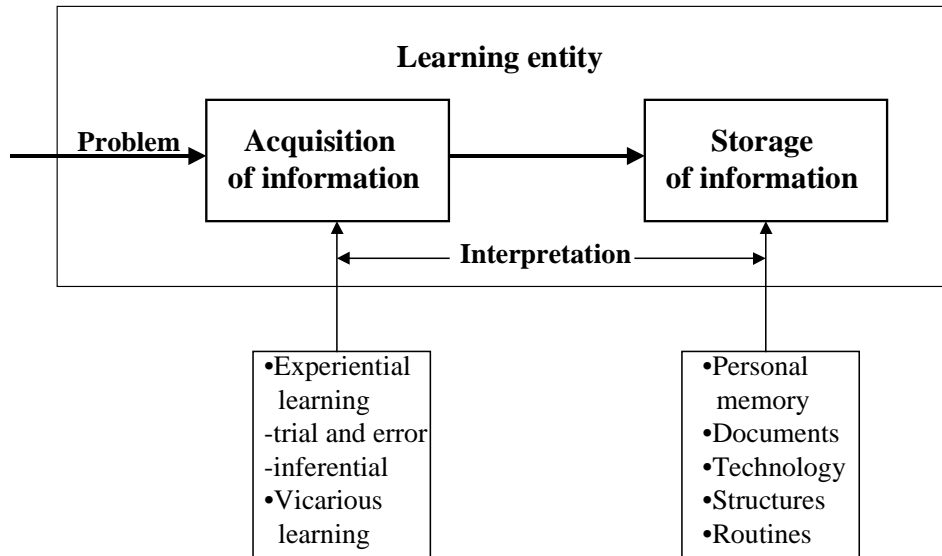 Learning entity
Problem
Acquisition
of information
Storage
of information
Interpretation
•Experiential
learning
-trial and error
-inferential
•Vicarious
learning
•Personal
memory
•Documents
•Technology
•Structures
•Routines